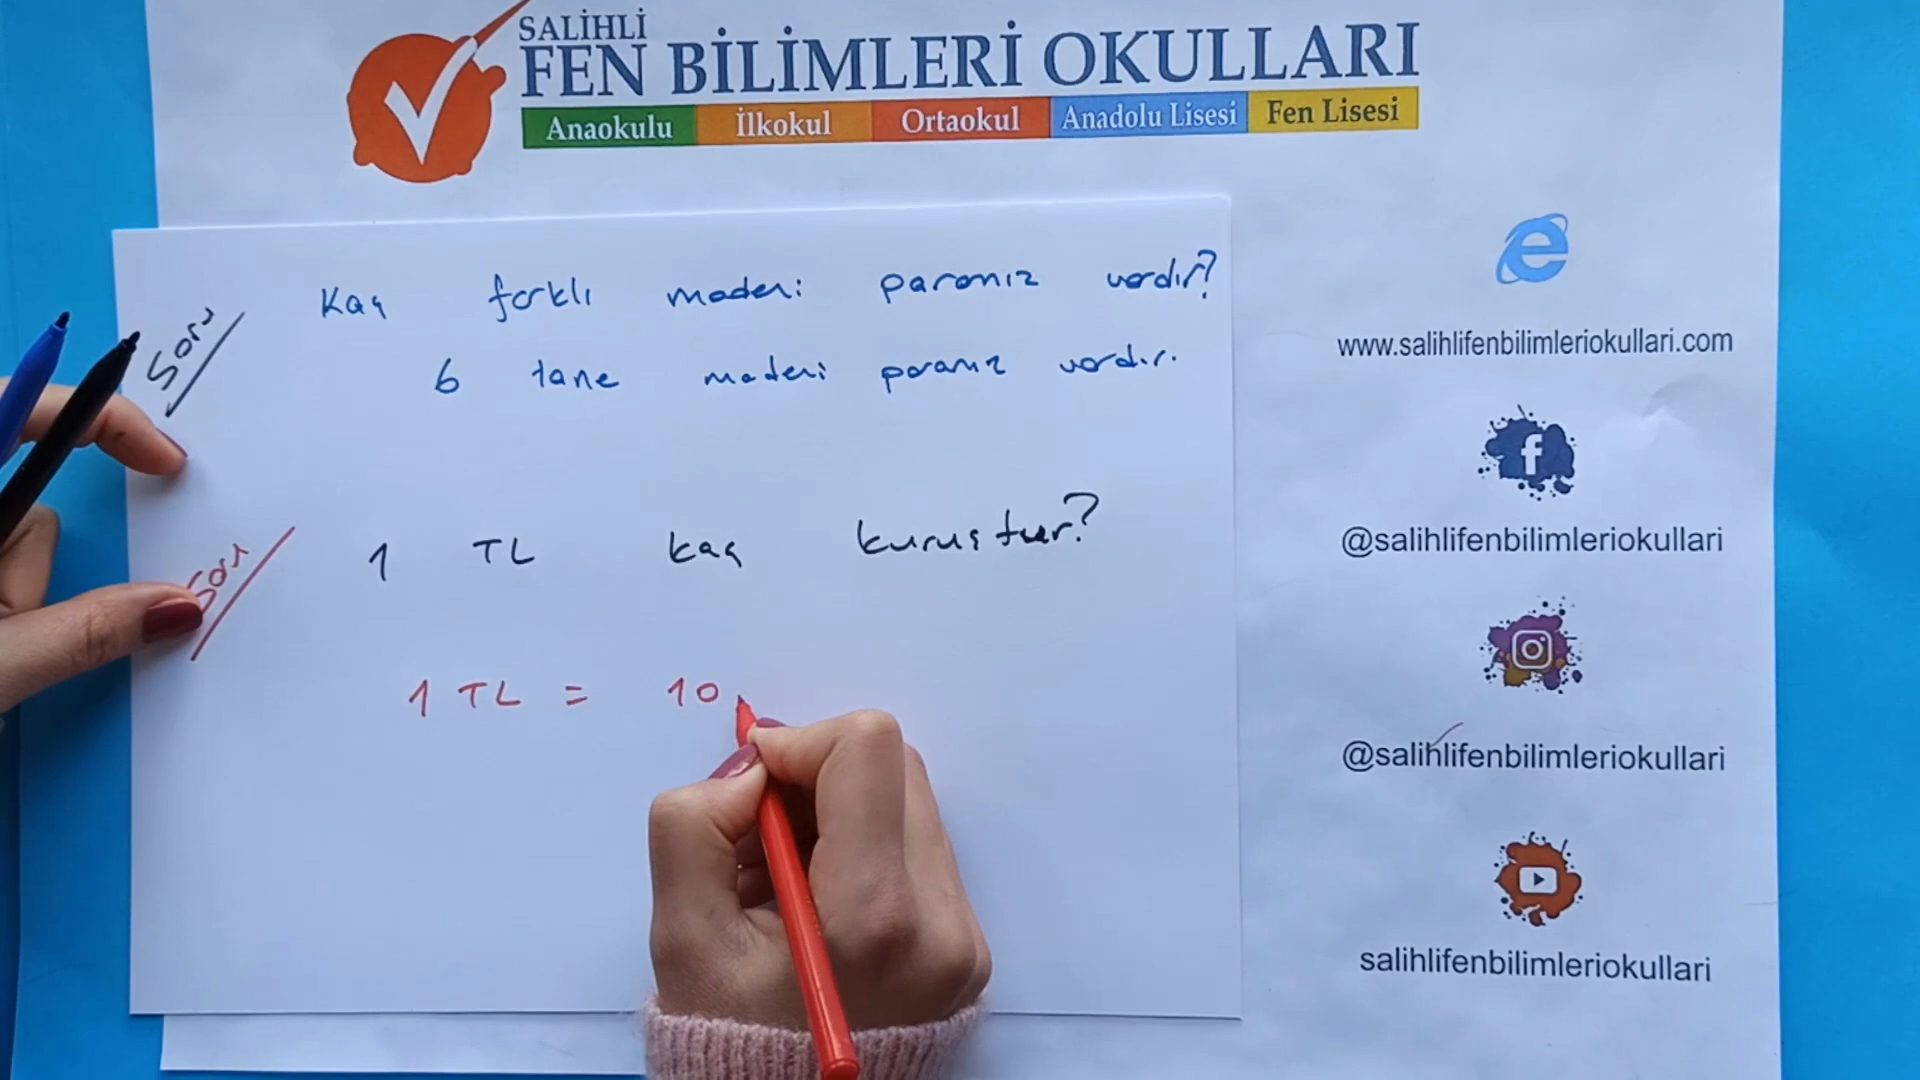 SALİHLİ
FEN BİLİMLERİ OKULLARI
Anaokulu İlkokul Ortaokul Anadolu Lisesi Fen Lisesi
Soru
Kaç farklı madeni paramız vardır?
6 tane madeni paramız vardır.
Soru
1 TL kaç kuruştur?
1 TL = 10
www.salihlifenbilimleriokullari.com
@salihlifenbilimleriokullari
@salihlifenbilimleriokullari
salihlifenbilimleriokullari